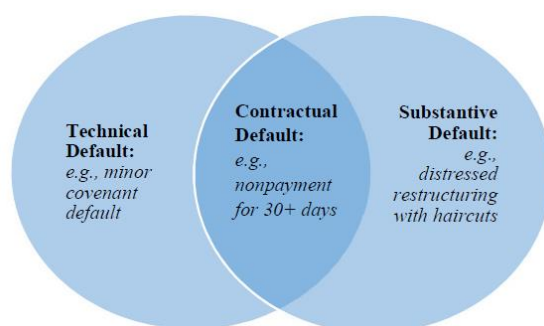 Technical
Default:
e.g., minor
covenant
default
Contractual
Default:
e.g.,
nonpayment
for 30+ days
Substantive
Default:
e.g.,
distressed
restructuring
with haircuts